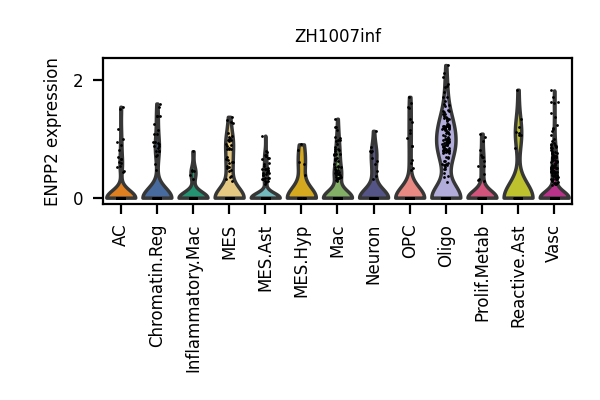 ZH1007inf
ENPP2 expression
2
0
AC
Chromatin.Reg
Inflammatory.Mac
MES
MES.Ast
MES.Hyp
Mac
Neuron
OPC
Oligo
Prolif.Metab
Reactive.Ast
Vasc